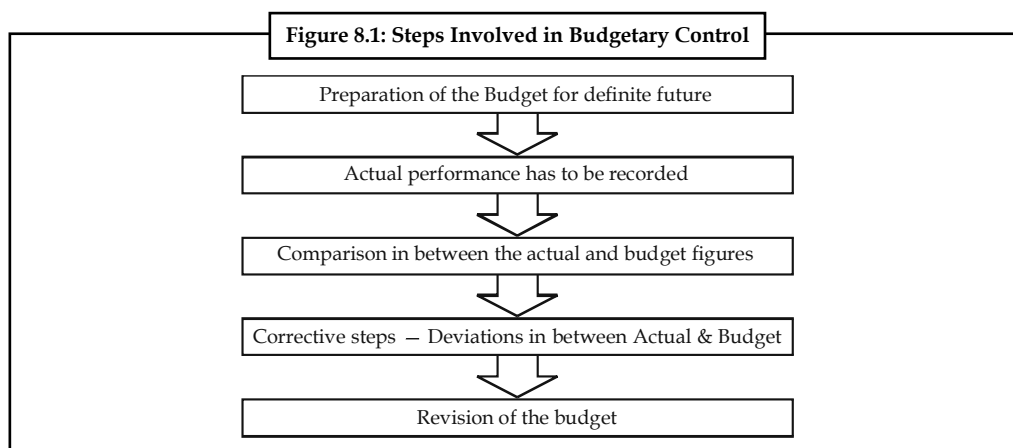 Figure 8.1: Steps Involved in Budgetary Control
Preparation of the Budget for definite future
Actual performance has to be recorded
Comparison in between the actual and budget figures
Corrective steps – Deviations in between Actual & Budget
Revision of the budget